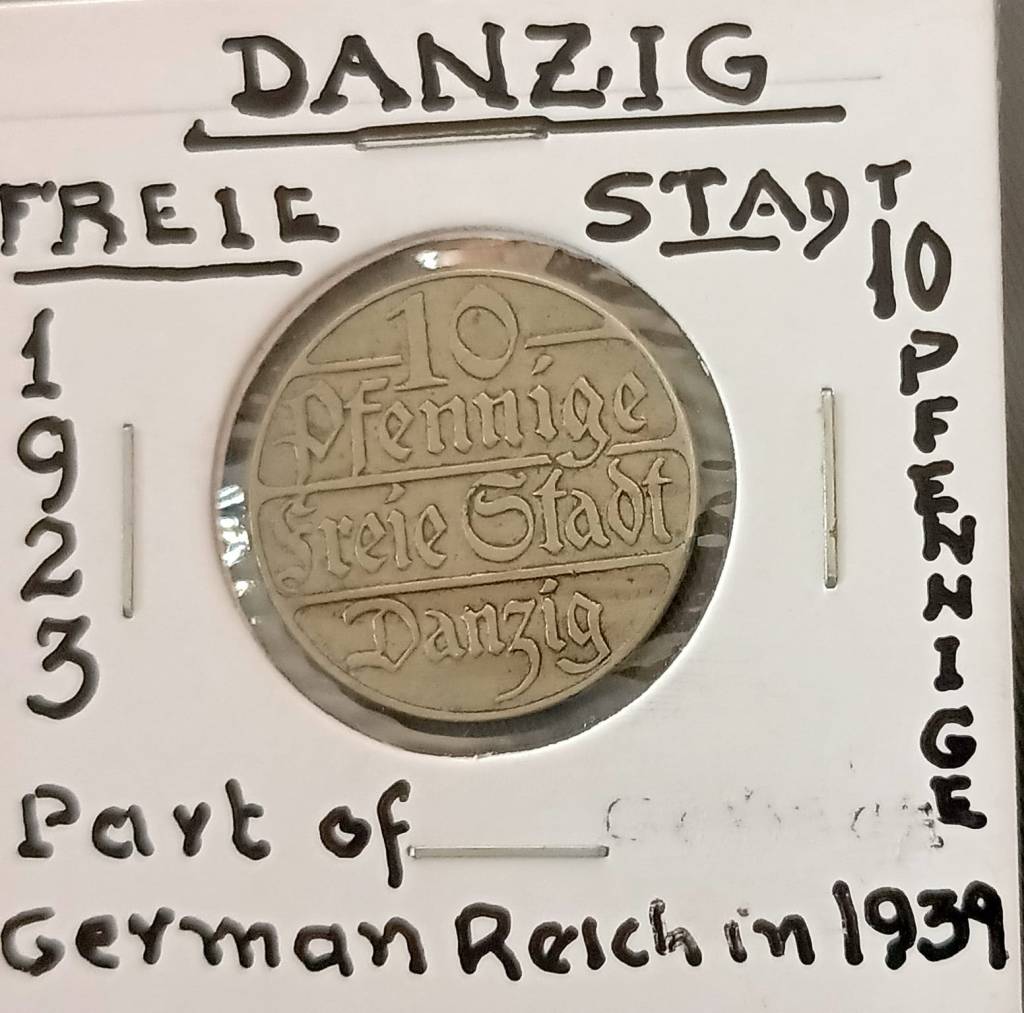 DANZIG
FREIE STADT
1923
10 PFENNIGE
10
Pfennige
Freie Stadt
Danzig
Part of
German Reich in 1939